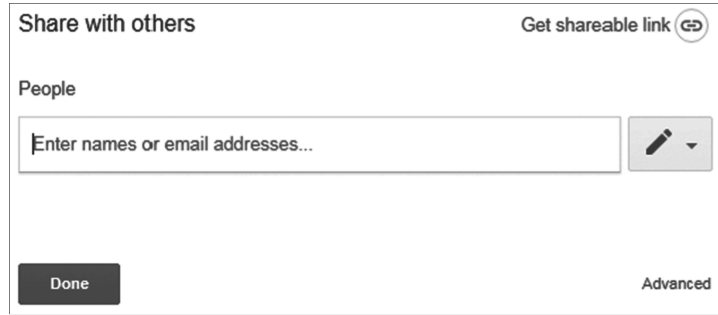 Share with others
Get shareable link
People
Enter names or email addresses...
Done
Advanced